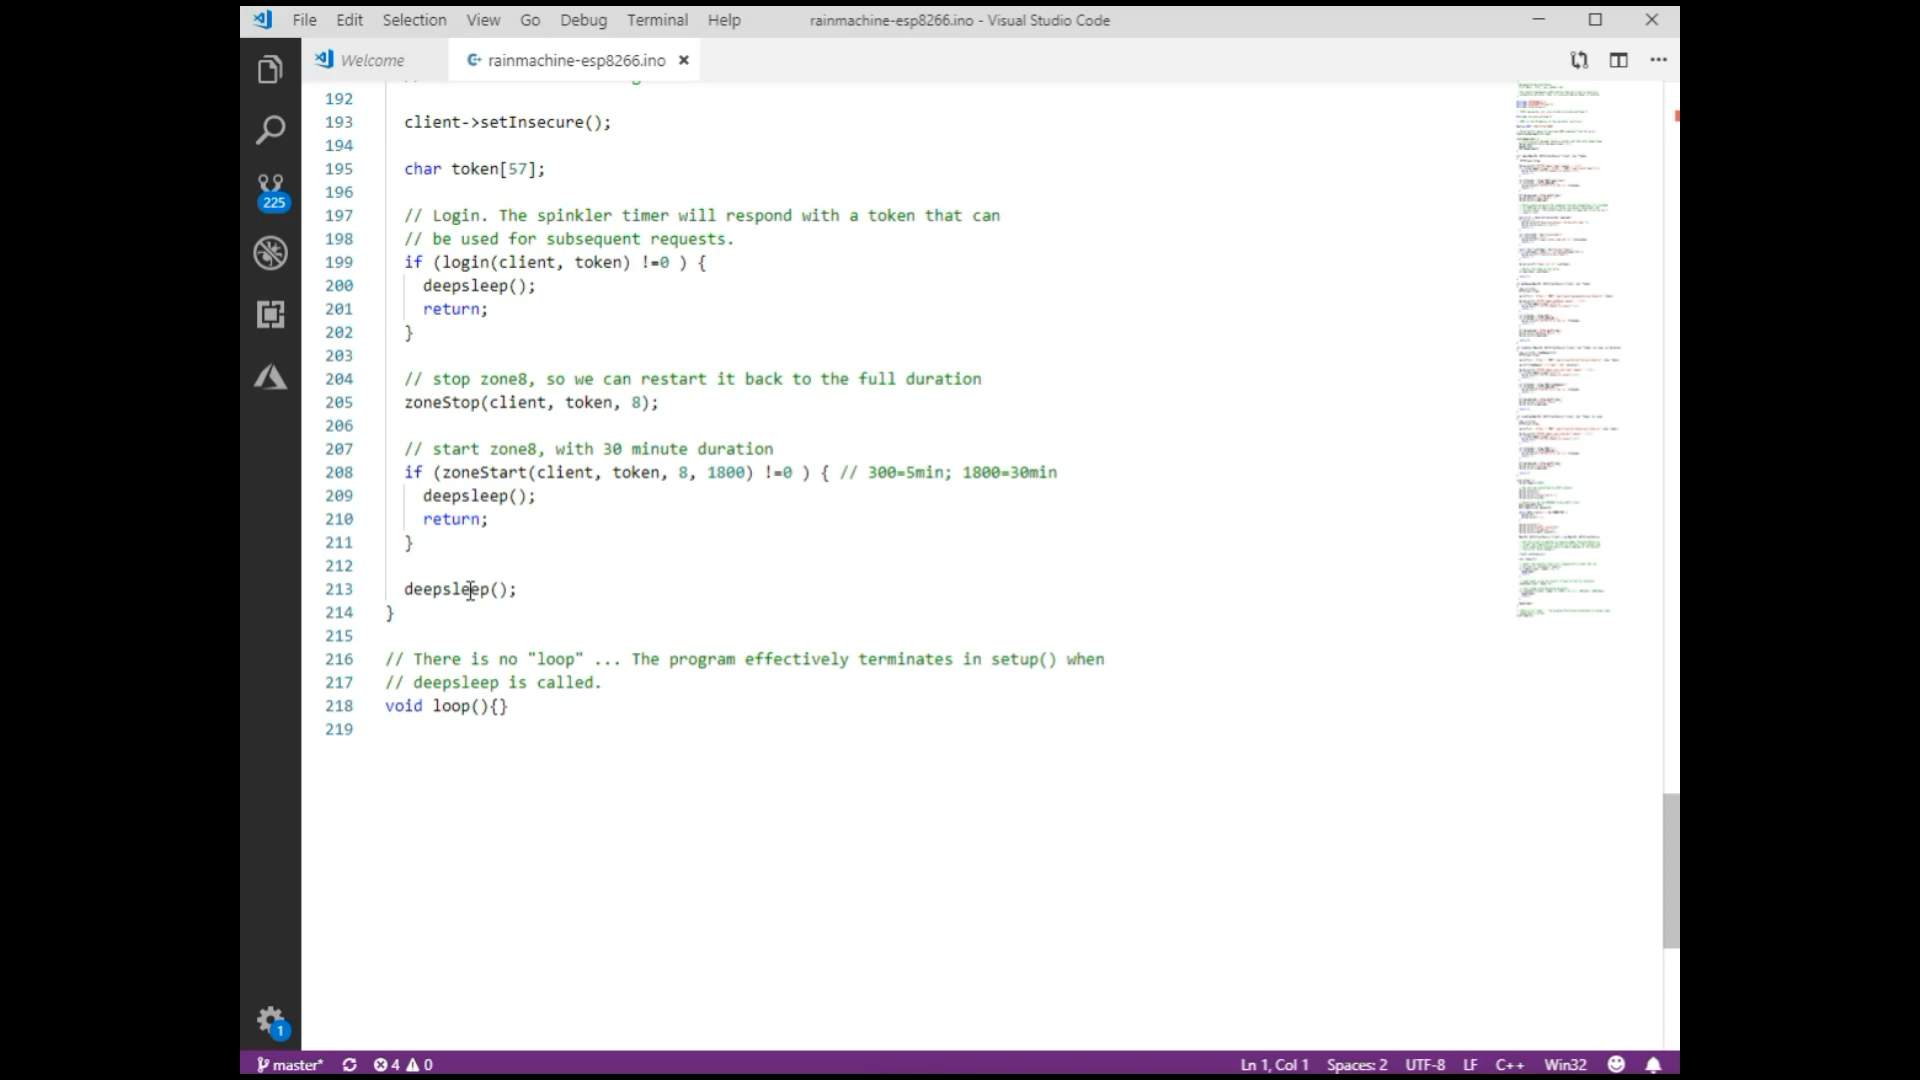 File Edit Selection View Go Debug Terminal Help rainmachine-esp8266.ino - Visual Studio Code
Welcome rainmachine-esp8266.ino
192
193 client->setInsecure();
194
195 char token[57];
196
197 // Login. The spinkler timer will respond with a token that can
198 // be used for subsequent requests.
199 if (login(client, token) !=0 ) {
200 deepsleep();
201 return;
202 }
203
204 // stop zone8, so we can restart it back to the full duration
205 zoneStop(client, token, 8);
206
207 // start zone8, with 30 minute duration
208 if (zoneStart(client, token, 8, 1800) !=0 ) { // 300=5min; 1800=30min
209 deepsleep();
210 return;
211 }
212
213 deepsleep();
214 }
215
216 // There is no "loop" ... The program effectively terminates in setup() when
217 // deepsleep is called.
218 void loop(){}
219
225
1
master* 4 0 Ln 1, Col 1 Spaces: 2 UTF-8 LF C++ Win32